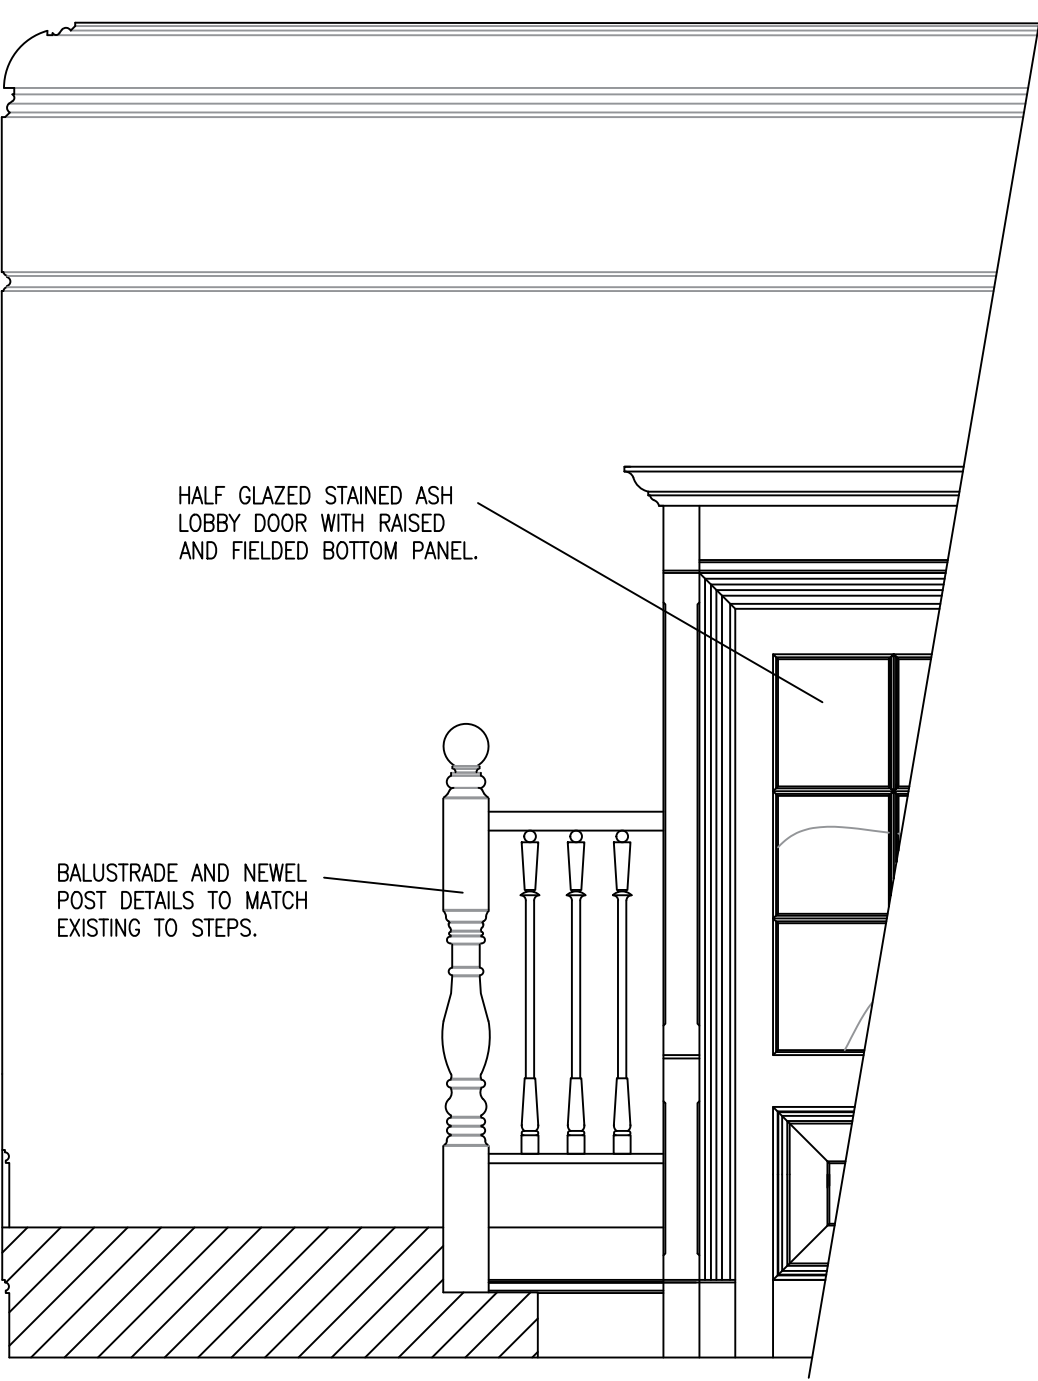 HALF GLAZED STAINED ASH
LOBBY DOOR WITH RAISED
AND FIELDED BOTTOM PANEL.
BALUSTRADE AND NEWEL
POST DETAILS TO MATCH
EXISTING TO STEPS.